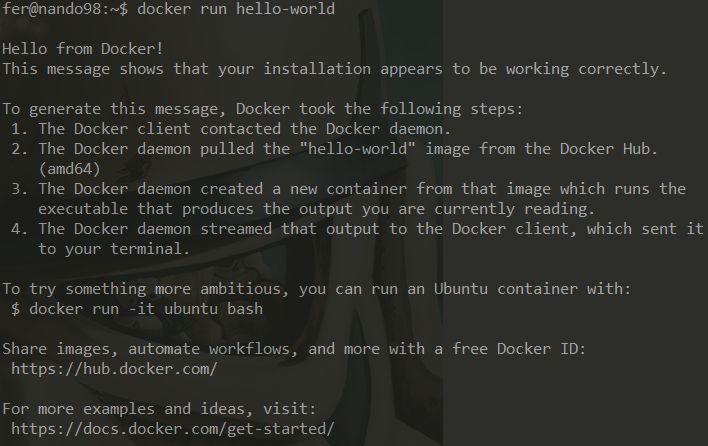 fer@nando98:~$ docker run hello-world
Hello from Docker!
This message shows that your installation appears to be working correctly.
To generate this message, Docker took the following steps:
1. The Docker client contacted the Docker daemon.
2. The Docker daemon pulled the "hello-world" image from the Docker Hub.
(amd64)
3. The Docker daemon created a new container from that image which runs the
executable that produces the output you are currently reading.
4. The Docker daemon streamed that output to the Docker client, which sent it
to your terminal.
To try something more ambitious, you can run an Ubuntu container with:
$ docker run -it ubuntu bash
Share images, automate workflows, and more with a free Docker ID:
https://hub.docker.com/
For more examples and ideas, visit:
https://docs.docker.com/get-started/